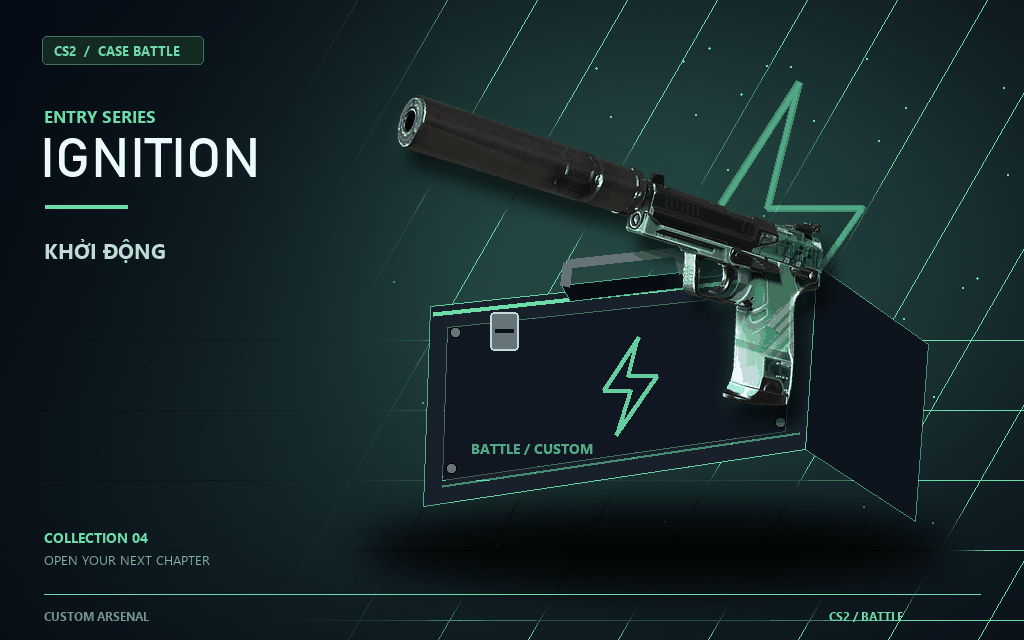 CS2 / CASE BATTLE
ENTRY SERIES
IGNITION
KHỞI ĐỘNG
BATTLE / CUSTOM
COLLECTION 04
OPEN YOUR NEXT CHAPTER
CUSTOM ARSENAL
CS2 / BATTLE